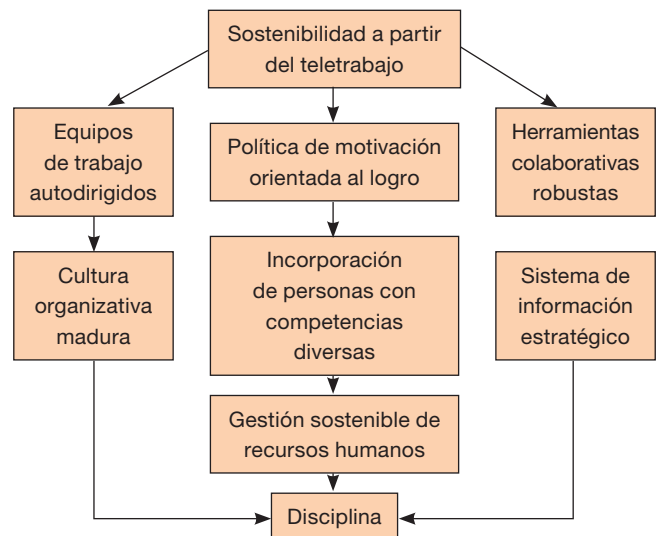 Sostenibilidad a partir
del teletrabajo
Equipos
de trabajo
autodirigidos
Política de motivación
orientada al logro
Herramientas
colaborativas
robustas
Cultura
organizativa
madura
Incorporación
de personas con
competencias
diversas
Sistema de
información
estratégico
Gestión sostenible de
recursos humanos
Disciplina